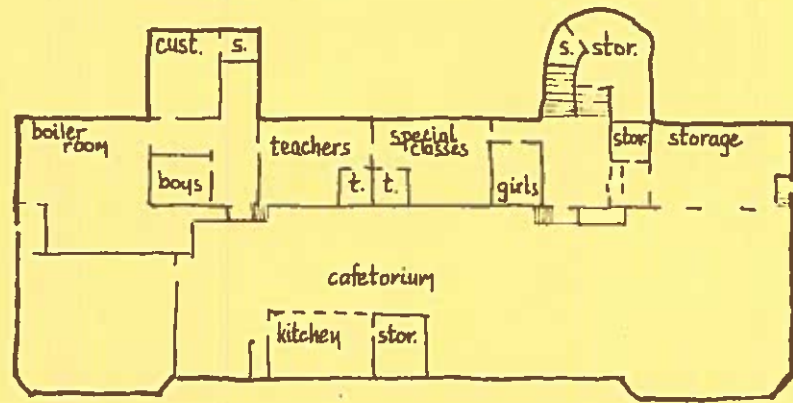 cust.
s.
s.
stor.
boiler
room
teachers
special
classes
stor.
storage
boys
t.
t.
girls
cafetorium
kitchen
stor.